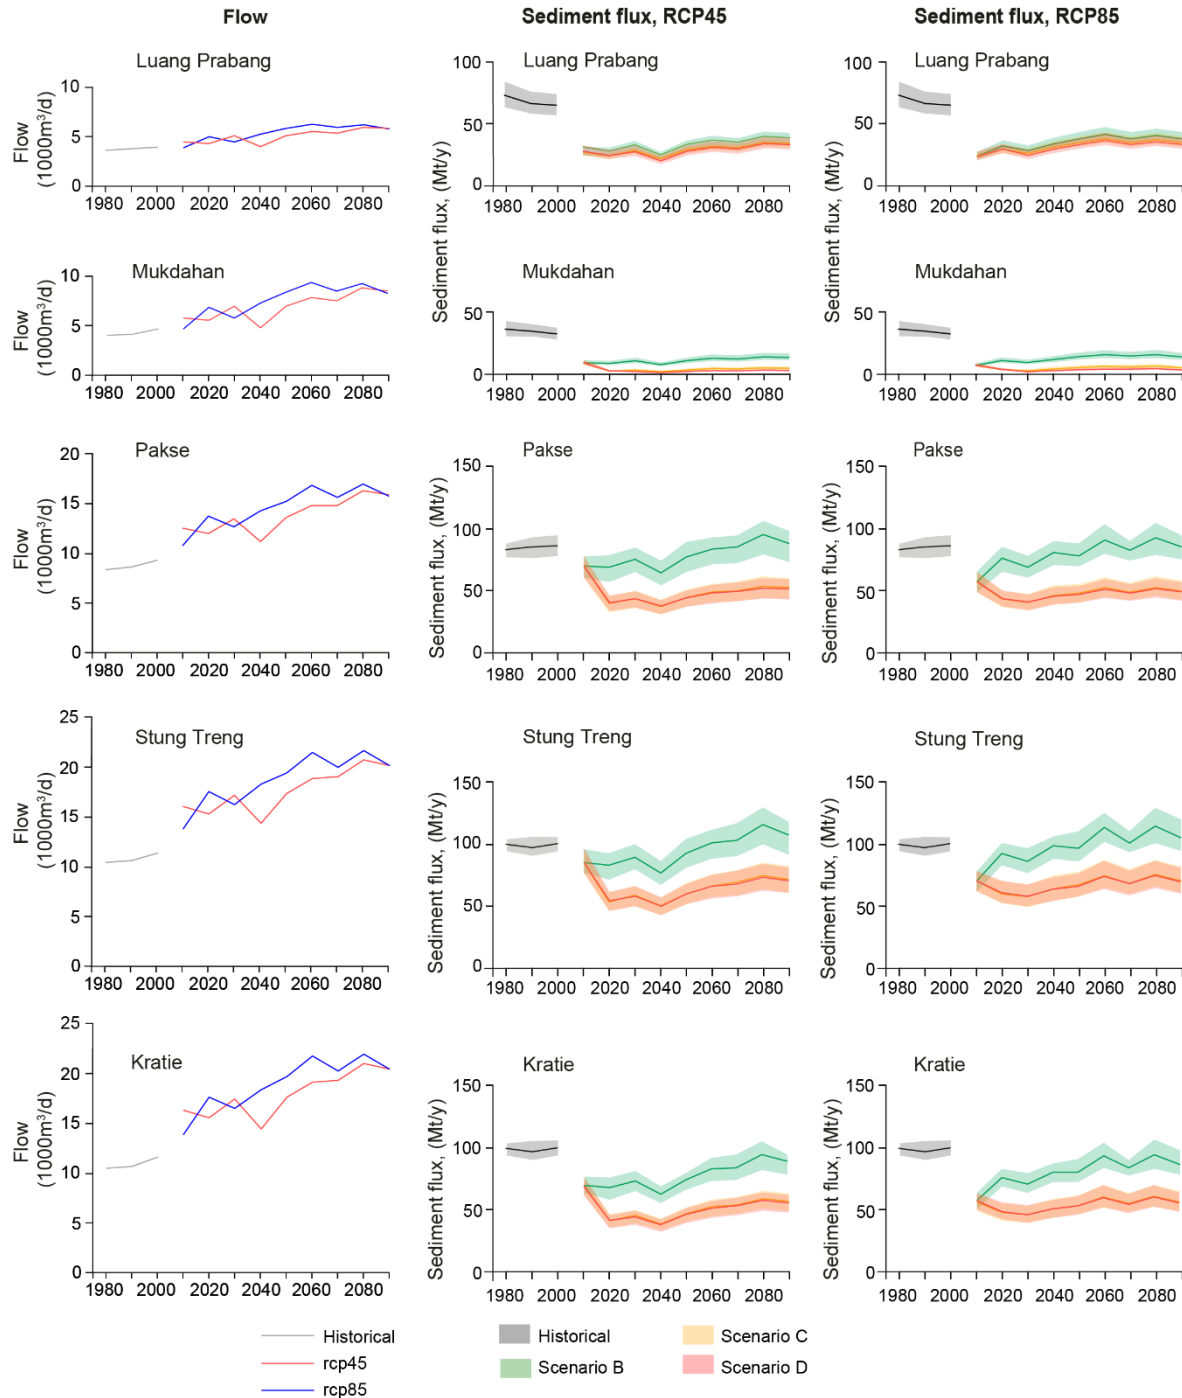 Flow
Sediment flux, RCP45
Sediment flux, RCP85
Luang Prabang
Flow
(1000m³/d)
10
5
0
1980 2000 2020 2040 2060 2080
Luang Prabang
Sediment flux, (Mt/y)
100
50
0
1980 2000 2020 2040 2060 2080
Luang Prabang
Sediment flux, (Mt/y)
100
50
0
1980 2000 2020 2040 2060 2080
Mukdahan
Flow
(1000m³/d)
10
5
0
1980 2000 2020 2040 2060 2080
Mukdahan
50
0
1980 2000 2020 2040 2060 2080
Mukdahan
50
0
1980 2000 2020 2040 2060 2080
Pakse
Flow
(1000m³/d)
20
15
10
5
0
1980 2000 2020 2040 2060 2080
Pakse
Sediment flux, (Mt/y)
150
100
50
0
1980 2000 2020 2040 2060 2080
Pakse
Sediment flux, (Mt/y)
150
100
50
0
1980 2000 2020 2040 2060 2080
Stung Treng
Flow
(1000m³/d)
25
20
15
10
5
0
1980 2000 2020 2040 2060 2080
Stung Treng
Sediment flux, (Mt/y)
150
100
50
0
1980 2000 2020 2040 2060 2080
Stung Treng
Sediment flux, (Mt/y)
150
100
50
0
1980 2000 2020 2040 2060 2080
Kratie
Flow
(1000m³/d)
25
20
15
10
5
0
1980 2000 2020 2040 2060 2080
Kratie
Sediment flux, (Mt/y)
150
100
50
0
1980 2000 2020 2040 2060 2080
Kratie
Sediment flux, (Mt/y)
150
100
50
0
1980 2000 2020 2040 2060 2080
Historical
rcp45
rcp85
Historical
Scenario B
Scenario C
Scenario D